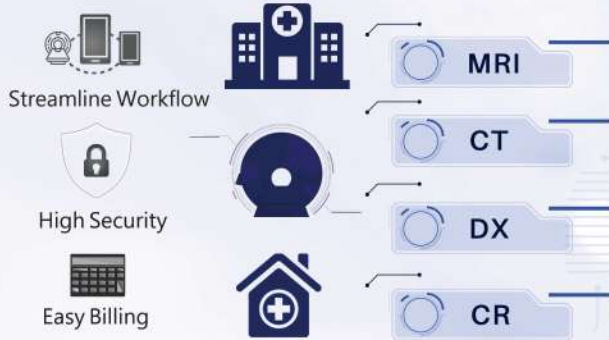 Streamline Workflow
High Security
Easy Billing
MRI
CT
DX
CR